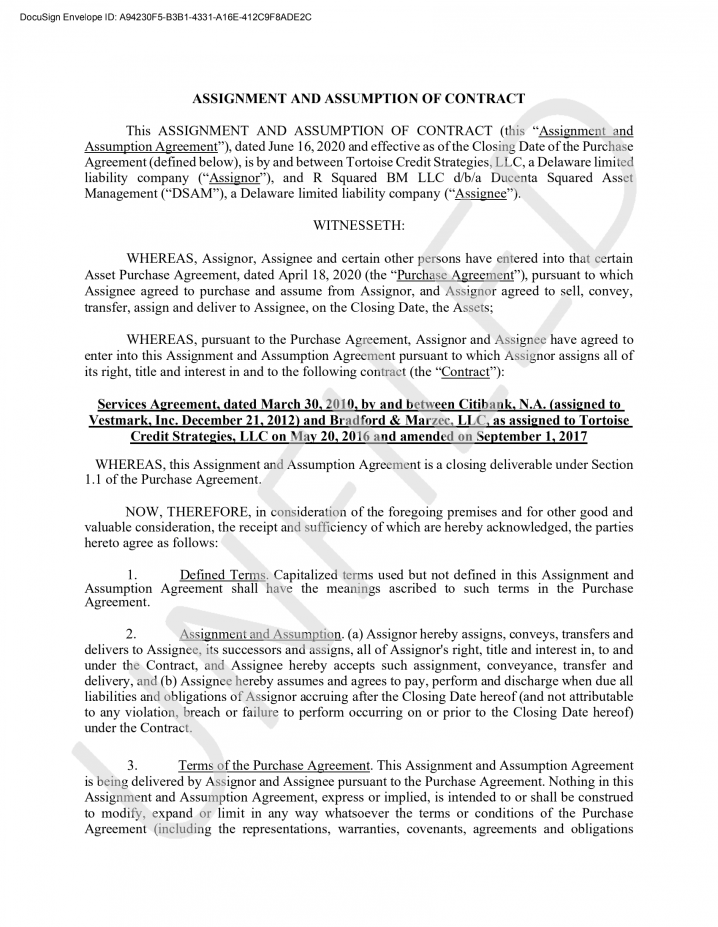 DocuSign Envelope ID: A94230F5-B3B1-4331-A16E-412C9F8ADE2C
ASSIGNMENT AND ASSUMPTION OF CONTRACT
This ASSIGNMENT AND ASSUMPTION OF CONTRACT (this “Assignment and
Assumption Agreement”), dated June 16, 2020 and effective as of the Closing Date of the Purchase
Agreement (defined below), is by and between Tortoise Credit Strategies, LLC, a Delaware limited
liability company (“Assignor”), and R Squared BM LLC d/b/a Ducenta Squared Asset
Management (“DSAM”), a Delaware limited liability company (“Assignee”).
WITNESSETH:
WHEREAS, Assignor, Assignee and certain other persons have entered into that certain
Asset Purchase Agreement, dated April 18, 2020 (the “Purchase Agreement”), pursuant to which
Assignee agreed to purchase and assume from Assignor, and Assignor agreed to sell, convey,
transfer, assign and deliver to Assignee, on the Closing Date, the Assets;
WHEREAS, pursuant to the Purchase Agreement, Assignor and Assignee have agreed to
enter into this Assignment and Assumption Agreement pursuant to which Assignor assigns all of
its right, title and interest in and to the following contract (the “Contract”):
Services Agreement, dated March 30, 2010, by and between Citibank, N.A. (assigned to
Vestmark, Inc. December 21, 2012) and Bradford & Marzec, LLC, as assigned to Tortoise
Credit Strategies, LLC on May 20, 2016 and amended on September 1, 2017
WHEREAS, this Assignment and Assumption Agreement is a closing deliverable under Section
1.1 of the Purchase Agreement.
NOW, THEREFORE, in consideration of the foregoing premises and for other good and
valuable consideration, the receipt and sufficiency of which are hereby acknowledged, the parties
hereto agree as follows:
1. Defined Terms. Capitalized terms used but not defined in this Assignment and
Assumption Agreement shall have the meanings ascribed to such terms in the Purchase
Agreement.
2. Assignment and Assumption. (a) Assignor hereby assigns, conveys, transfers and
delivers to Assignee, its successors and assigns, all of Assignor's right, title and interest in, to and
under the Contract, and Assignee hereby accepts such assignment, conveyance, transfer and
delivery, and (b) Assignee hereby assumes and agrees to pay, perform and discharge when due all
liabilities and obligations of Assignor accruing after the Closing Date hereof (and not attributable
to any violation, breach or failure to perform occurring on or prior to the Closing Date hereof)
under the Contract.
3. Terms of the Purchase Agreement. This Assignment and Assumption Agreement
is being delivered by Assignor and Assignee pursuant to the Purchase Agreement. Nothing in this
Assignment and Assumption Agreement, express or implied, is intended to or shall be construed
to modify, expand or limit in any way whatsoever the terms or conditions of the Purchase
Agreement (including the representations, warranties, covenants, agreements and obligations
UNFILED